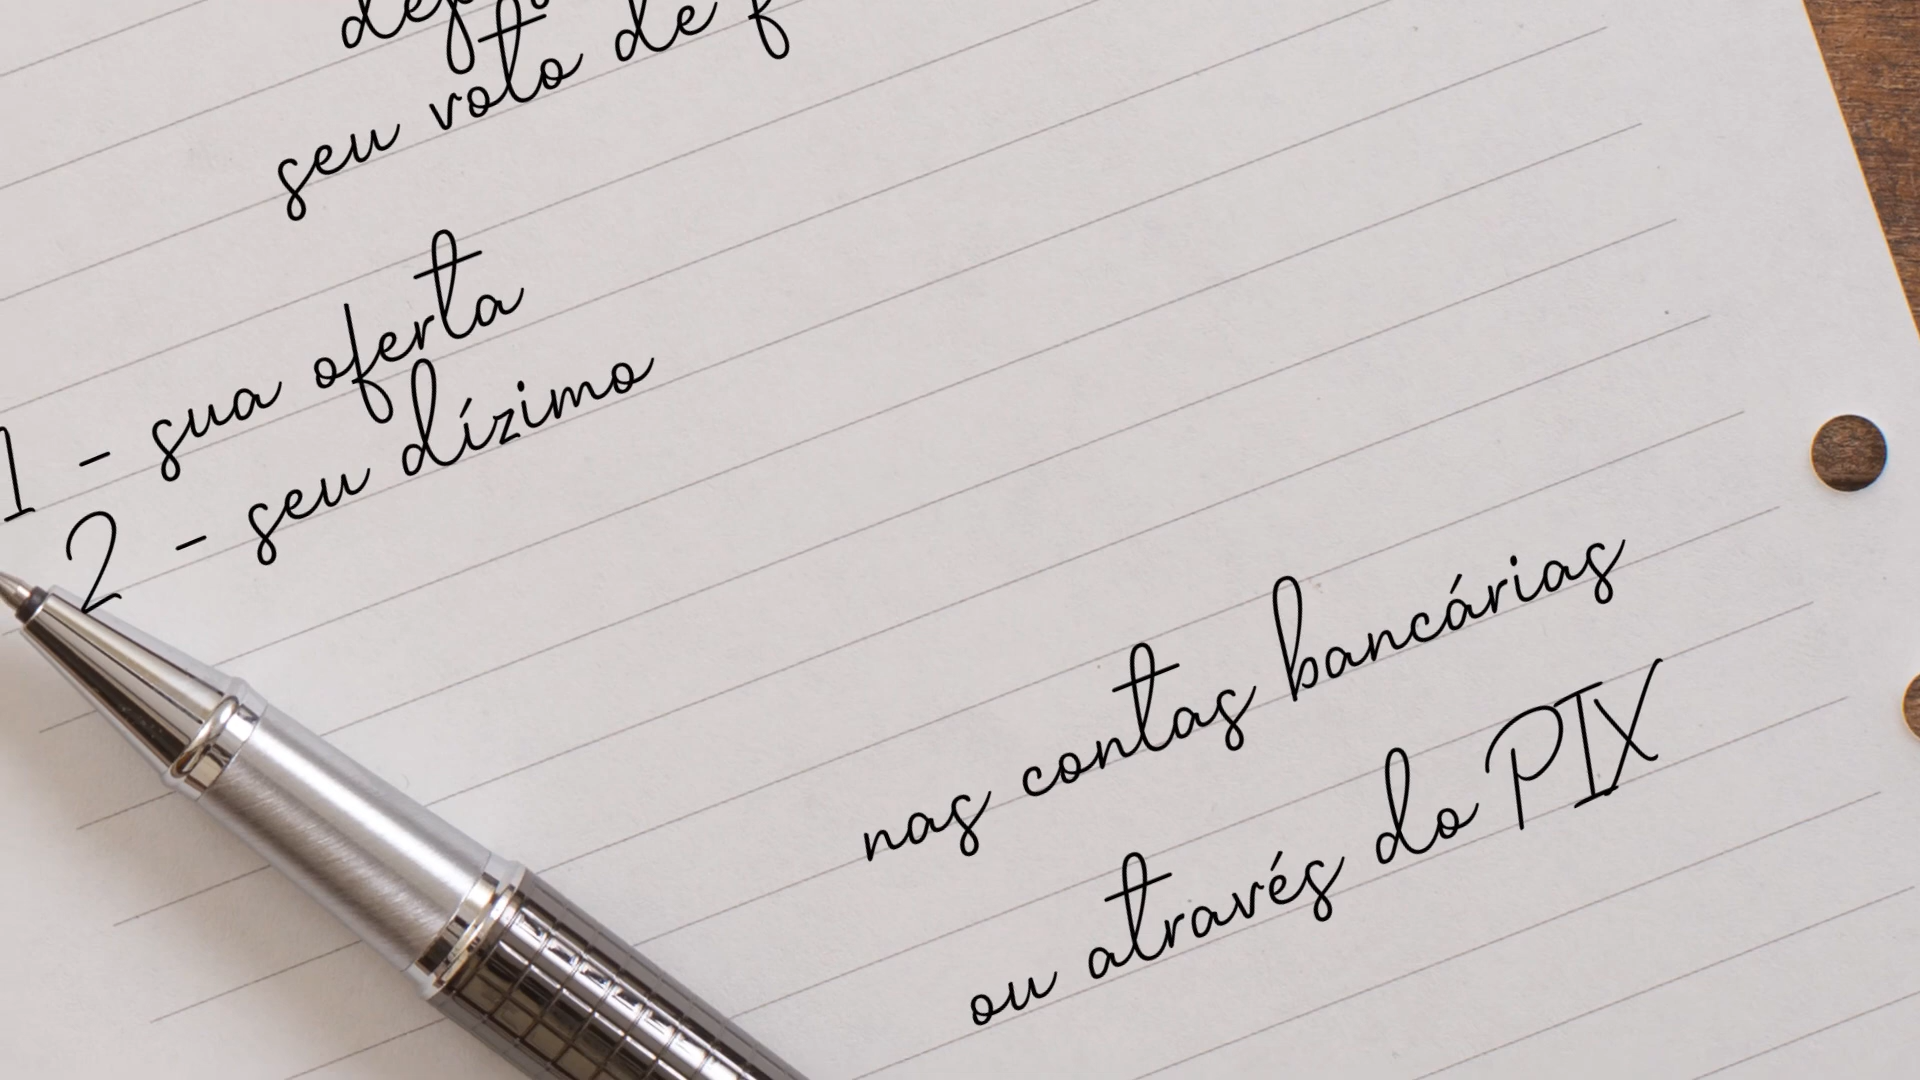 seu voto de
1 - sua oferta
2 - seu dízimo
nas contas bancárias
ou através do PIX